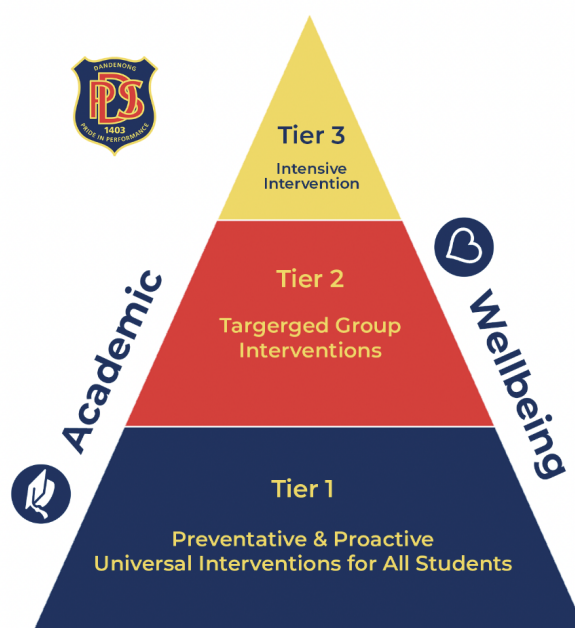 DANDENONG
PDS
1403
PRIDE IN PERFORMANCE
Tier 3
Intensive
Intervention
Academic
Wellbeing
Tier 2
Targerged Group
Interventions
Tier 1
Preventative & Proactive
Universal Interventions for All Students